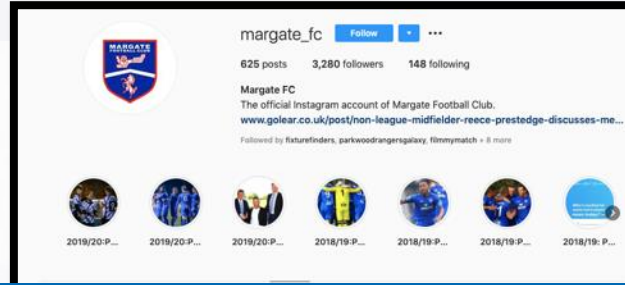 MARGATE
FOOTBALL CLUB
margate_fc Follow
625 posts 3,280 followers 148 following
Margate FC
The official Instagram account of Margate Football Club.
www.golear.co.uk/post/non-league-midfielder-reece-prestedge-discusses-me...
Followed by fixturefinders, parkwoodrangersgalaxy, filmmymatch + 8 more
2019/20:P... 2019/20:P... 2019/20:P... 2018/19:P... 2018/19:P... 2018/19:P... 2018/19: P...